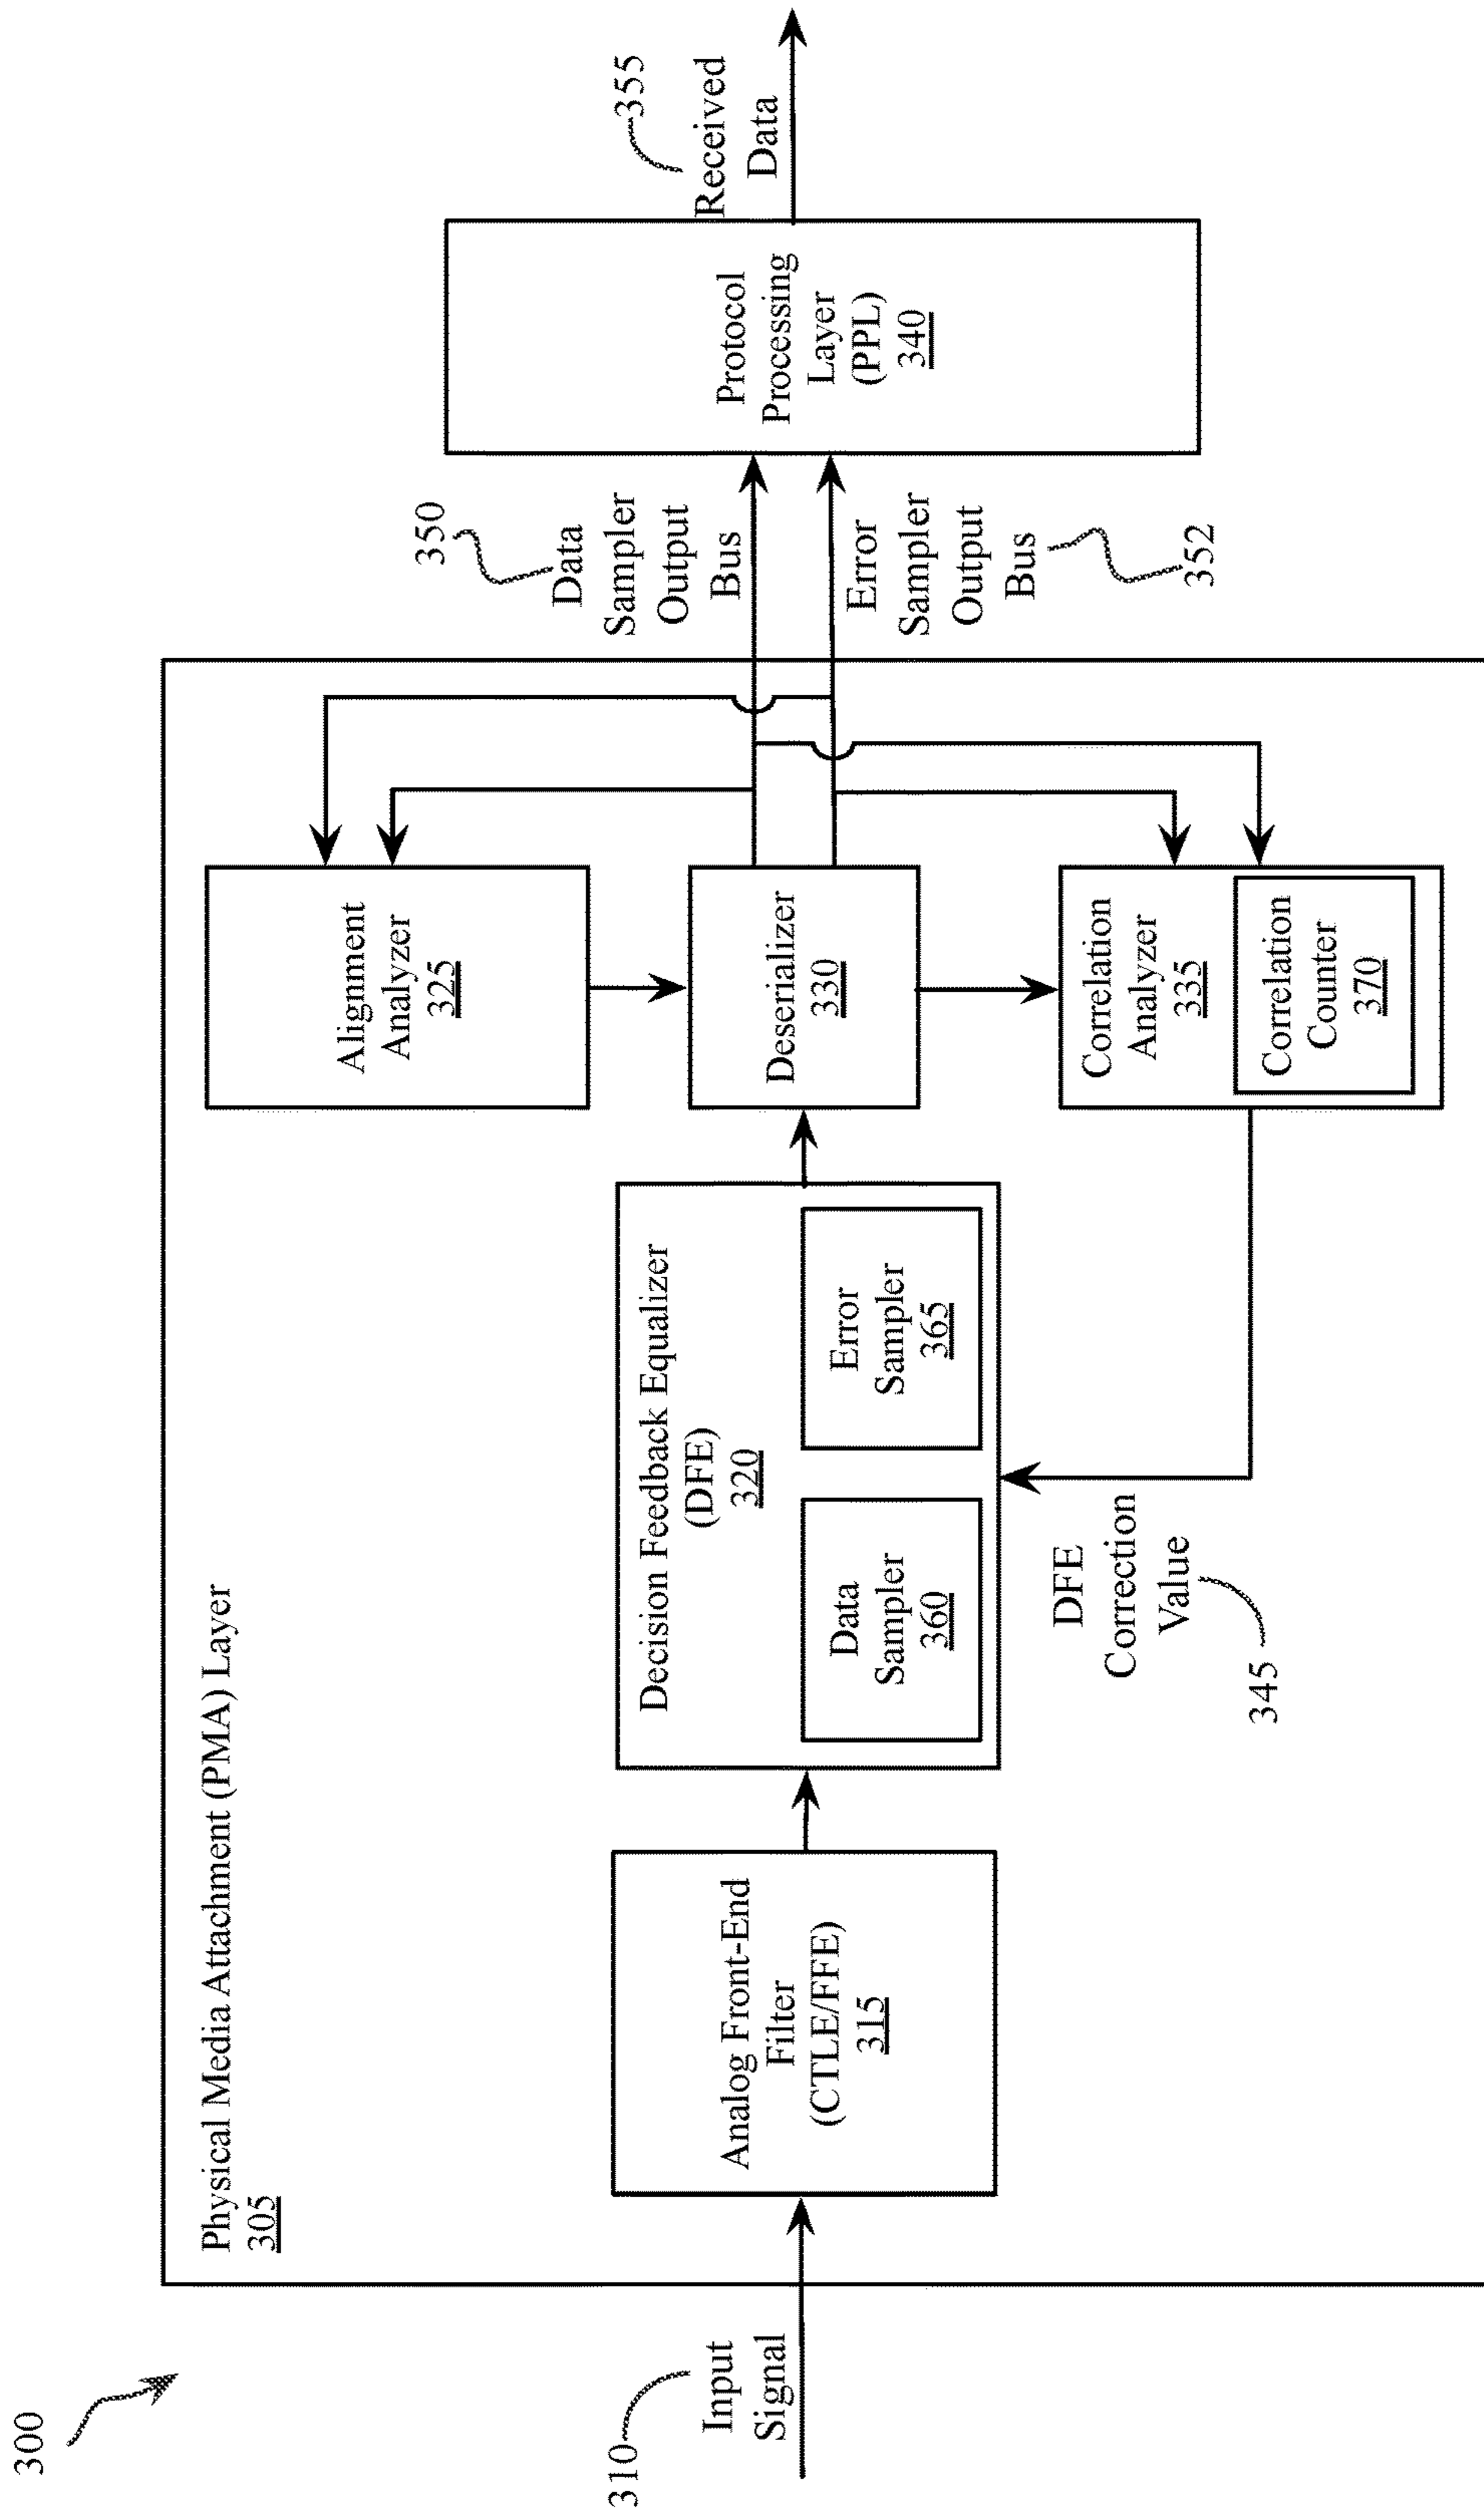 300
Physical Media Attachment (PMA) Layer
305
310
Input
Signal
Analog Front-End
Filter
(CTLE/FFE)
315
Decision Feedback Equalizer
(DFE)
320
Data
Sampler
360
Error
Sampler
365
DFE
Correction
Value
345
Alignment
Analyzer
325
Deserializer
330
Correlation
Analyzer
335
Correlation
Counter
370
350
Data
Sampler
Output
Bus
Error
Sampler
Output
Bus
352
Protocol
Processing
Layer
(PPL)
340
355
Received
Data